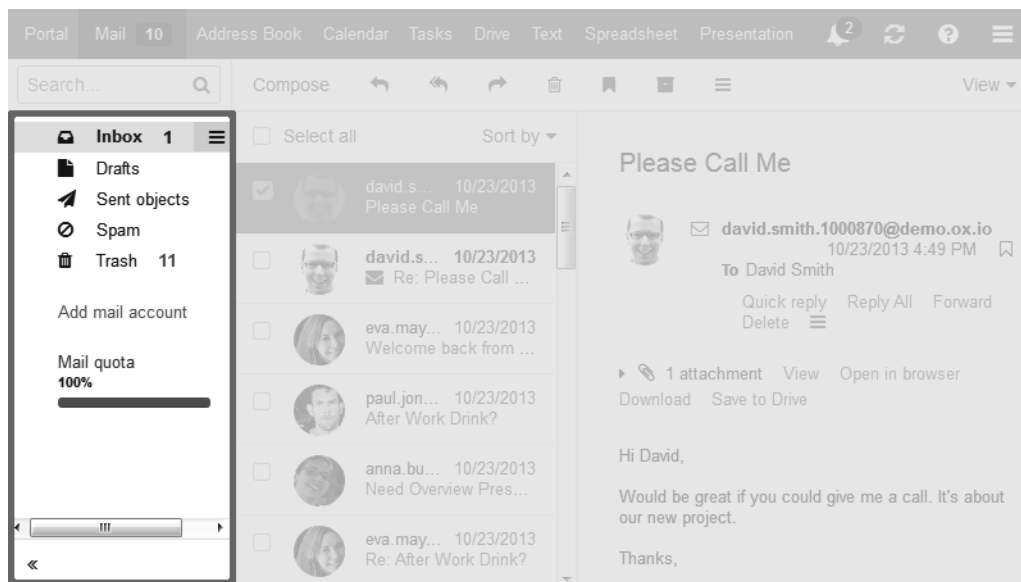 Portal Mail 10 Address Book Calendar Tasks Drive Text Spreadsheet Presentation 2
Search... Compose View
Inbox 1
Drafts
Sent objects
Spam
Trash 11
Add mail account
Mail quota
100%
Select all Sort by
david.s... 10/23/2013
Please Call Me
david.s... 10/23/2013
Re: Please Call ...
eva.may... 10/23/2013
Welcome back from ...
paul.jon... 10/23/2013
After Work Drink?
anna.bu... 10/23/2013
Need Overview Pres...
eva.may... 10/23/2013
Re: After Work Drink?
Please Call Me
david.smith.1000870@demo.ox.io
10/23/2013 4:49 PM
To David Smith
Quick reply Reply All Forward
Delete
1 attachment View Open in browser
Download Save to Drive
Hi David,
Would be great if you could give me a call. It's about
our new project.
Thanks,